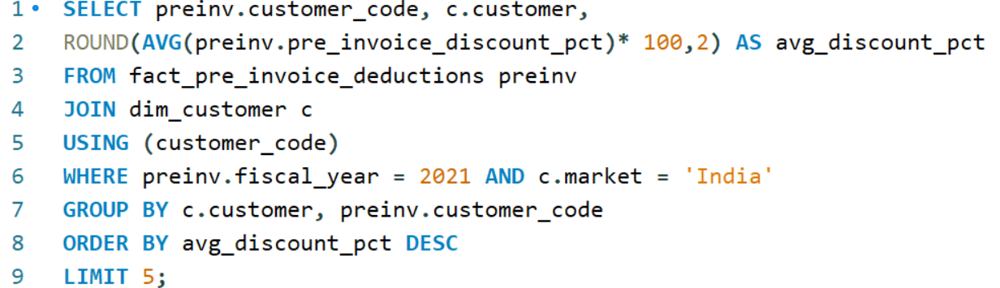 1 • SELECT preinv.customer_code, c.customer,
2 ROUND(AVG(preinv.pre_invoice_discount_pct)* 100,2) AS avg_discount_pct
3 FROM fact_pre_invoice_deductions preinv
4 JOIN dim_customer c
5 USING (customer_code)
6 WHERE preinv.fiscal_year = 2021 AND c.market = 'India'
7 GROUP BY c.customer, preinv.customer_code
8 ORDER BY avg_discount_pct DESC
9 LIMIT 5;